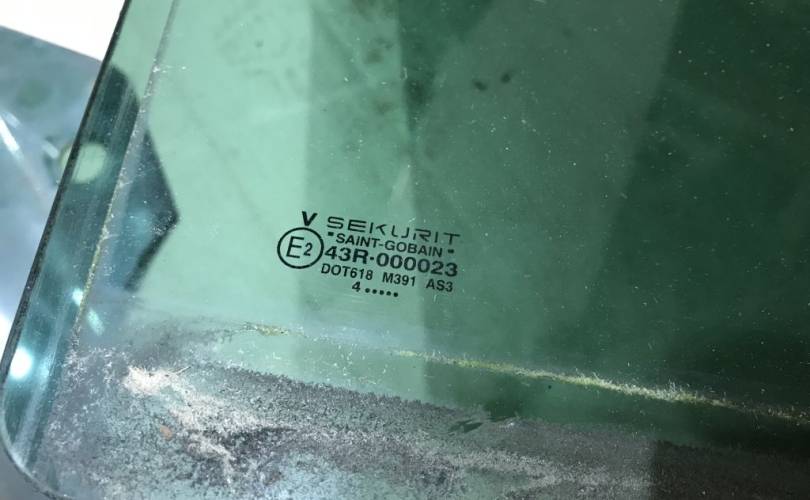 V SEKURIT
"SAINT-GOBAIN"
E2 43R·000023
DOT618 M391 AS3
4 •••••